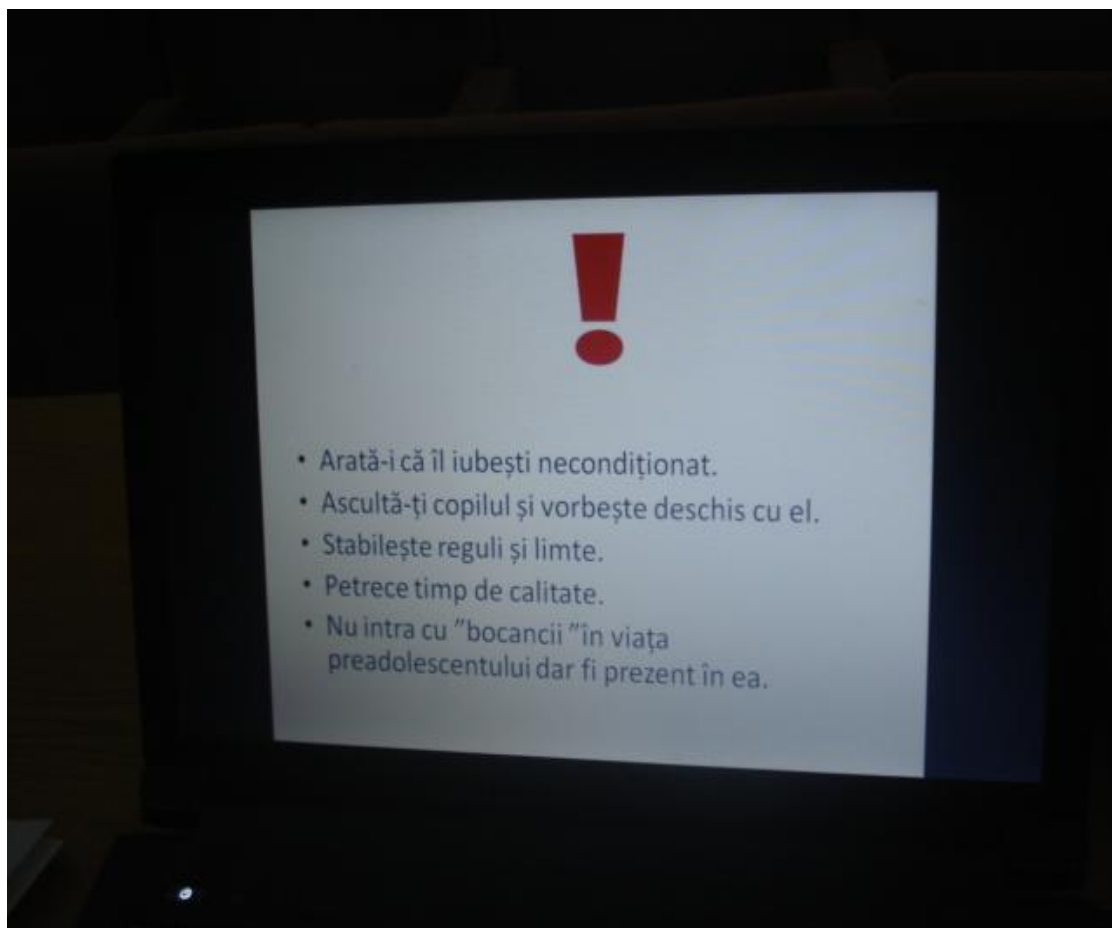 !
• Arată-i că îl iubești necondiționat.
• Ascultă-ți copilul și vorbește deschis cu el.
• Stabilește reguli și limte.
• Petrece timp de calitate.
• Nu intra cu ”bocancii ”în viața
preadolescentului dar fi prezent în ea.